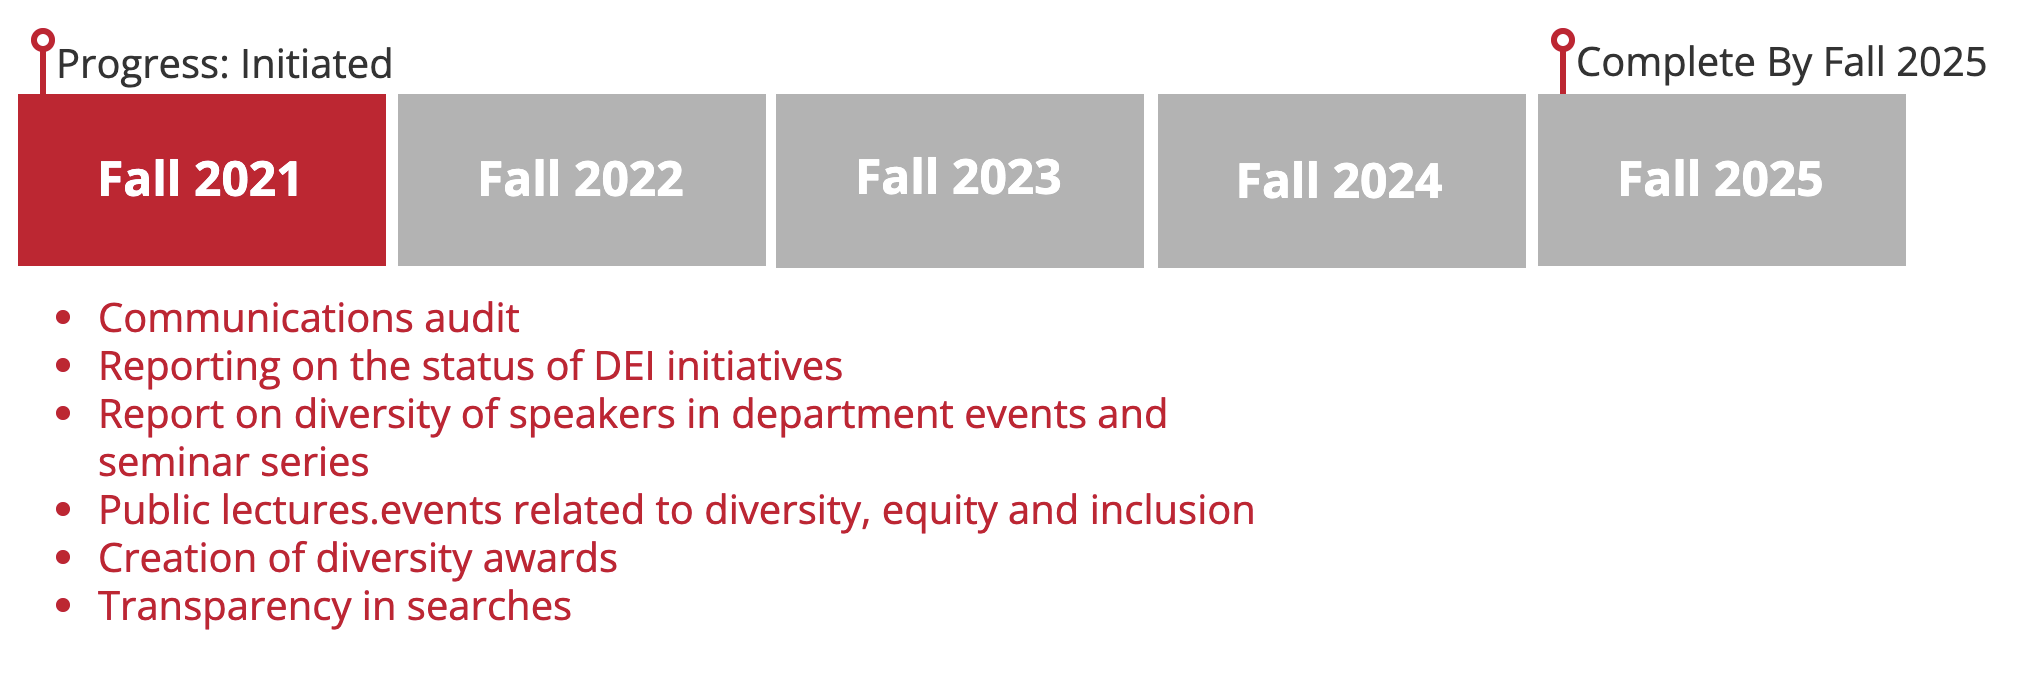 Progress: Initiated
Complete By Fall 2025
Fall 2021
Fall 2022
Fall 2023
Fall 2024
Fall 2025
• Communications audit
• Reporting on the status of DEI initiatives
• Report on diversity of speakers in department events and
seminar series
• Public lectures.events related to diversity, equity and inclusion
• Creation of diversity awards
• Transparency in searches